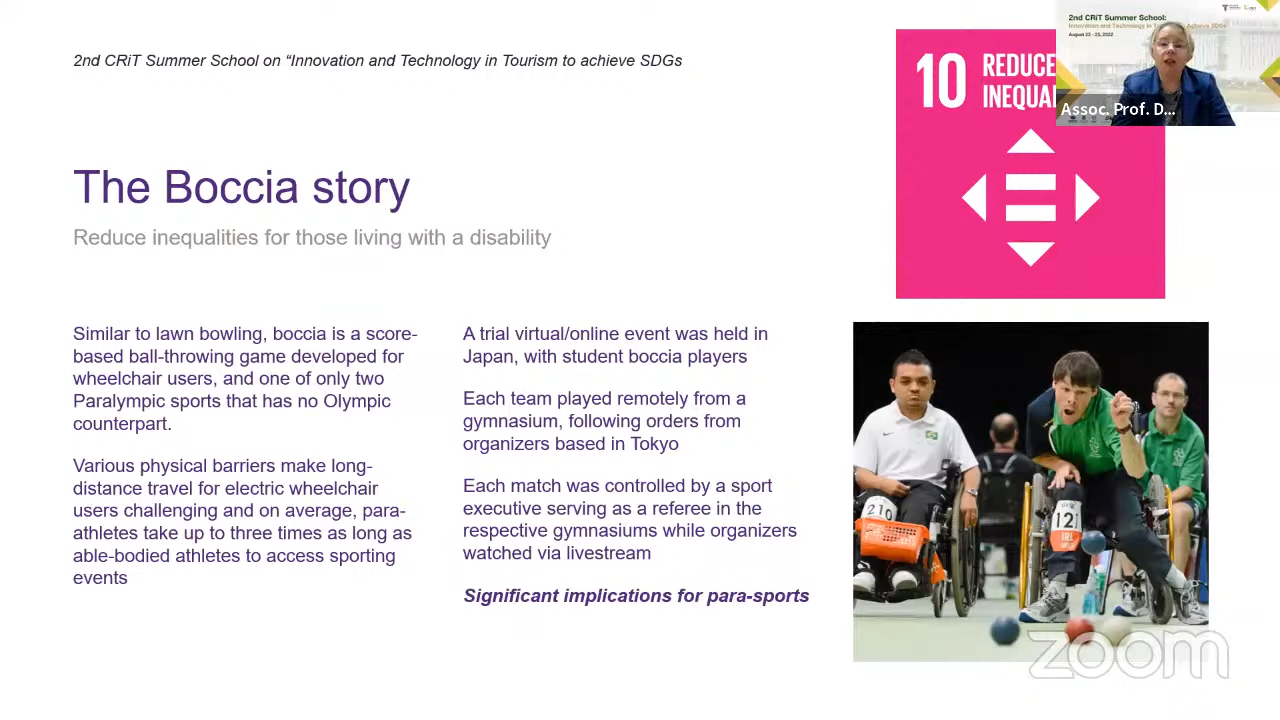 2nd CRiT Summer School on “Innovation and Technology in Tourism to achieve SDGs
10 REDUCE
INEQUA
2nd CRiT Summer School:
August 23 - 25, 2022
Assoc. Prof. D...
The Boccia story
Reduce inequalities for those living with a disability
Similar to lawn bowling, boccia is a score-
based ball-throwing game developed for
wheelchair users, and one of only two
Paralympic sports that has no Olympic
counterpart.
Various physical barriers make long-
distance travel for electric wheelchair
users challenging and on average, para-
athletes take up to three times as long as
able-bodied athletes to access sporting
events
A trial virtual/online event was held in
Japan, with student boccia players
Each team played remotely from a
gymnasium, following orders from
organizers based in Tokyo
Each match was controlled by a sport
executive serving as a referee in the
respective gymnasiums while organizers
watched via livestream
Significant implications for para-sports
210
121
IRL
zoom